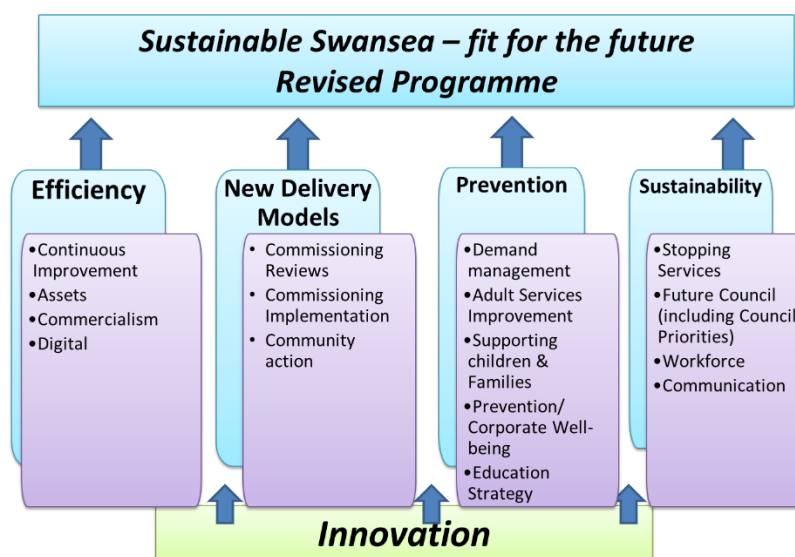 Sustainable Swansea – fit for the future
Revised Programme
Efficiency
•Continuous
Improvement
•Assets
•Commercialism
•Digital
New Delivery
Models
• Commissioning
Reviews
• Commissioning
Implementation
• Community
action
Prevention
•Demand
management
•Adult Services
Improvement
•Supporting
children &
Families
•Prevention/
Corporate Well-
being
•Education
Strategy
Sustainability
•Stopping
Services
•Future Council
(including Council
Priorities)
•Workforce
•Communication
Innovation